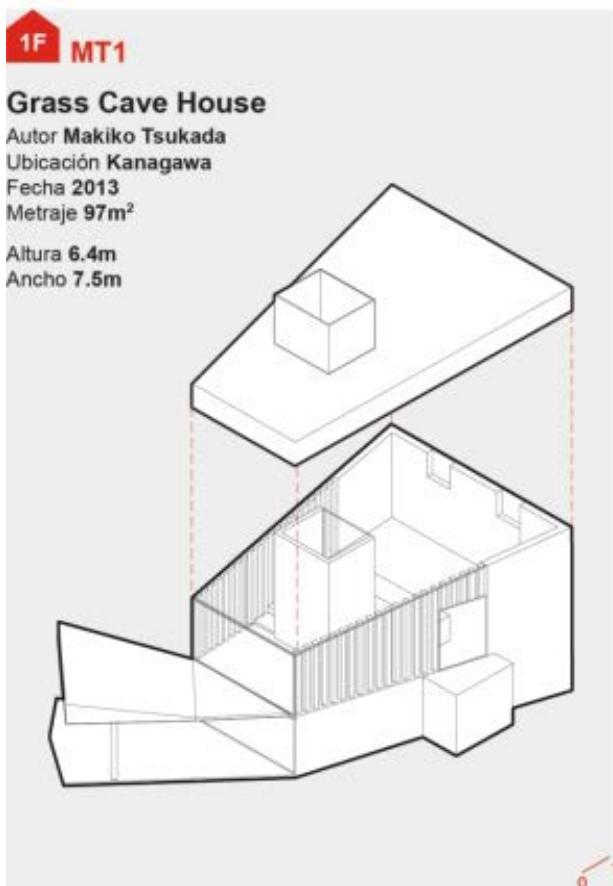 1F MT1
Grass Cave House
Autor Makiko Tsukada
Ubicación Kanagawa
Fecha 2013
Metraje 97m²
Altura 6.4m
Ancho 7.5m
0